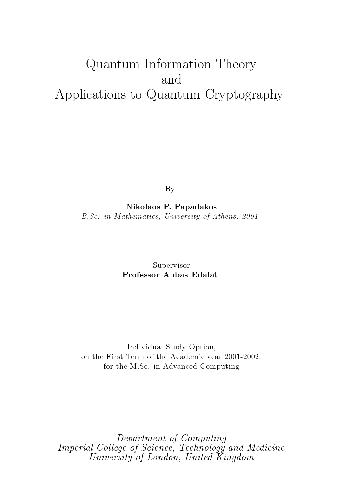 Quantum Information Theory
and
Applications to Quantum Cryptography
By
Nikolaos P. Papadakos
B.Sc. in Mathematics, University of Athens, 2001
Supervisor
Professor Abbas Edalat
Individual Study Option,
on the First Term of the Academic year 2001-2002
for the M.Sc. in Advanced Computing
Department of Computing
Imperial College of Science, Technology and Medicine
University of London, United Kingdom